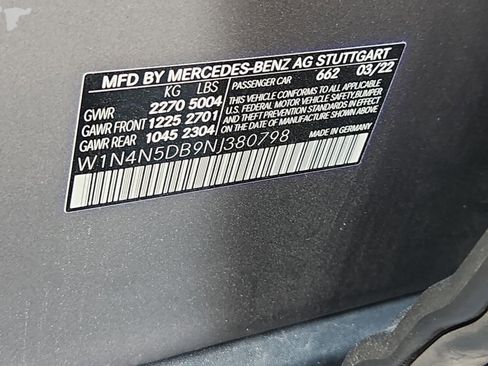 MFD BY MERCEDES-BENZ AG STUTTGART
KG LBS PASSENGER CAR 662 03/22
GVWR 2270 5004
GAWR FRONT 1225 2701
GAWR REAR 1045 2304
THIS VEHICLE CONFORMS TO ALL APPLICABLE
U.S. FEDERAL MOTOR VEHICLE SAFETY,BUMPER
AND THEFT PREVENTION STANDARDS IN EFFECT
ON THE DATE OF MANUFACTURE SHOWN ABOVE.
W1N4N5DB9NJ380798
MADE IN GERMANY